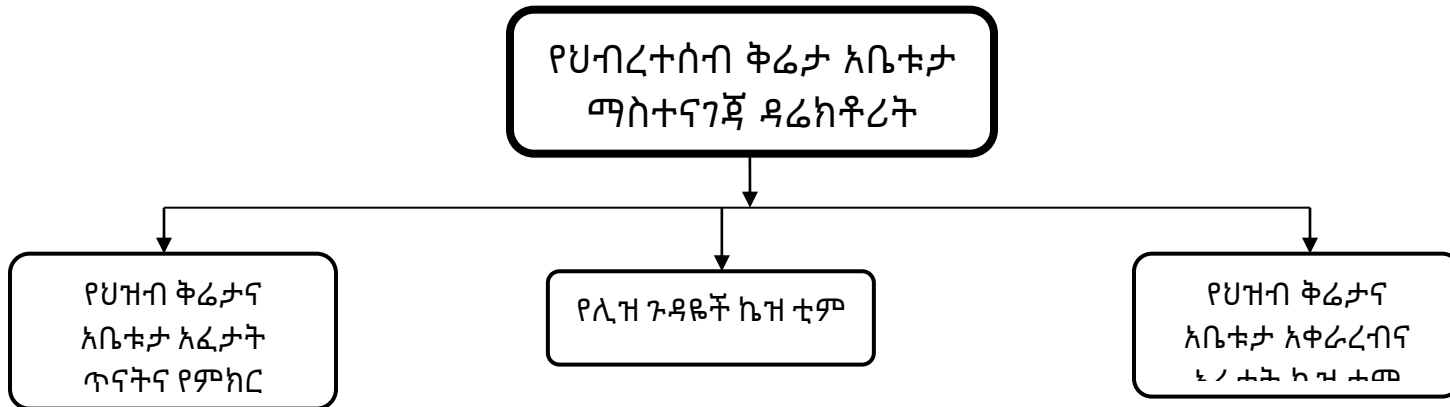 የህብረተሰብ ቅሬታ አቤቱታ
ማስተናገጃ ዳሬክቶሪት
የህዝብ ቅሬታና
አቤቱታ አፈታት
ጥናትና የምክር
የሊዝ ጉዳዬች ኬዝ ቲም
የህዝብ ቅሬታና
አቤቱታ አቀራረብና